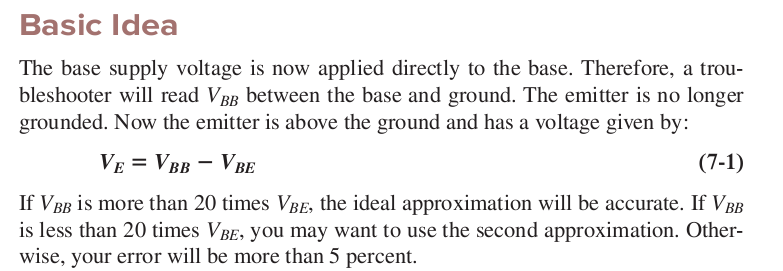 Basic Idea
The base supply voltage is now applied directly to the base. Therefore, a trou-
bleshooter will read VBB between the base and ground. The emitter is no longer
grounded. Now the emitter is above the ground and has a voltage given by:
VE = VBB − VBE (7-1)
If VBB is more than 20 times VBE, the ideal approximation will be accurate. If VBB
is less than 20 times VBE, you may want to use the second approximation. Other-
wise, your error will be more than 5 percent.